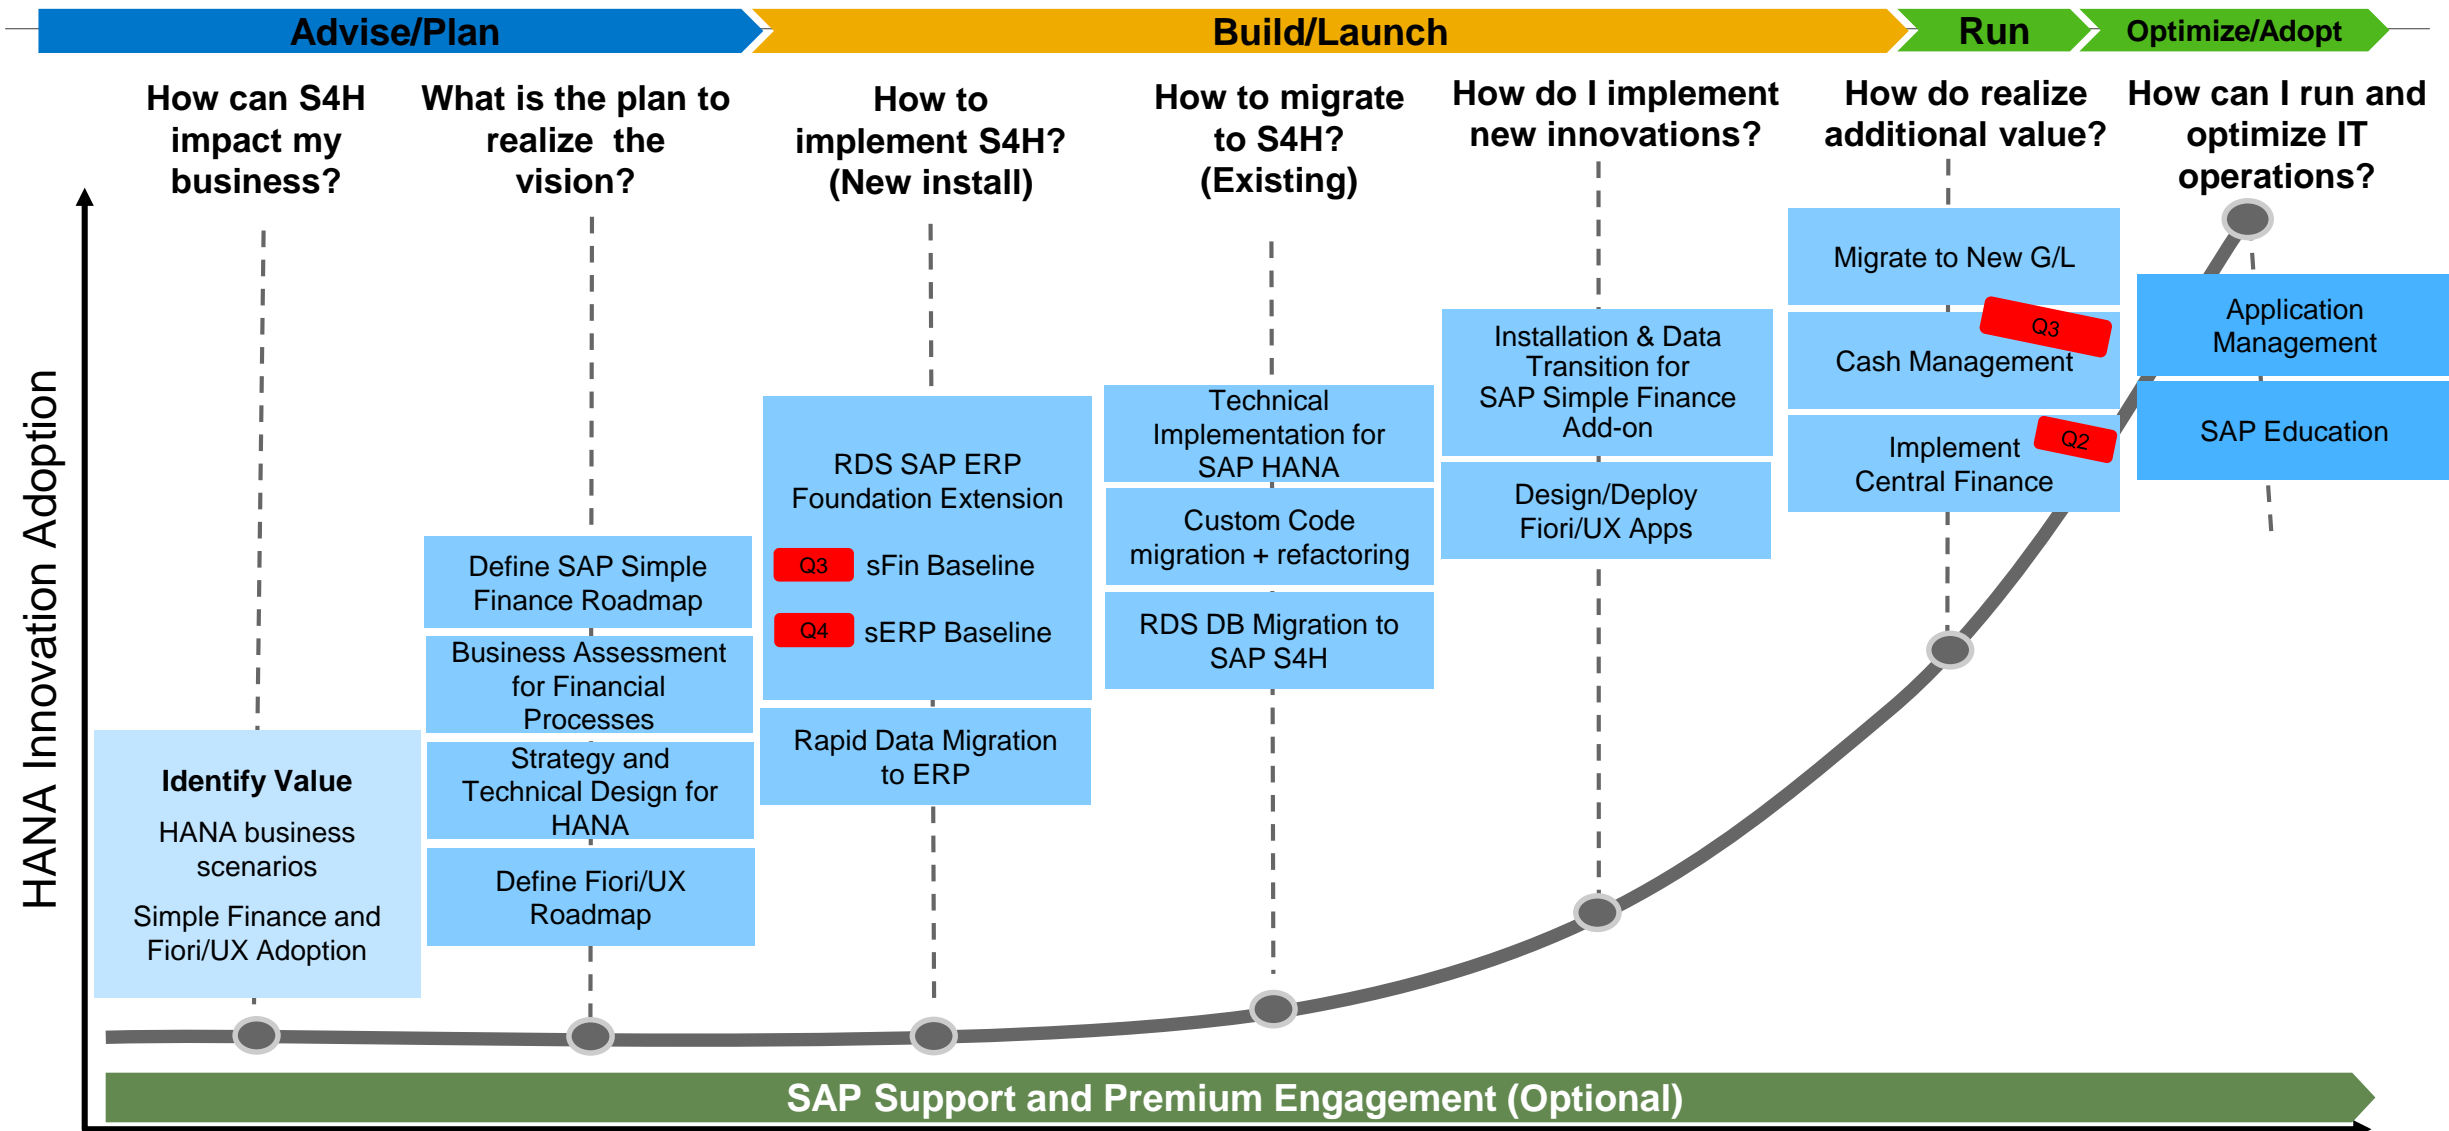 Advise/Plan
Build/Launch
Run
Optimize/Adopt
How can S4H
impact my
business?
What is the plan to
realize the
vision?
How to
implement S4H?
(New install)
How to migrate
to S4H?
(Existing)
How do I implement
new innovations?
How do realize
additional value?
How can I run and
optimize IT
operations?
HANA Innovation Adoption
Identify Value
HANA business
scenarios
Simple Finance and
Fiori/UX Adoption
Define SAP Simple
Finance Roadmap
Business Assessment
for Financial
Processes
Strategy and
Technical Design for
HANA
Define Fiori/UX
Roadmap
RDS SAP ERP
Foundation Extension
Q3 sFin Baseline
Q4 sERP Baseline
Rapid Data Migration
to ERP
Technical
Implementation for
SAP HANA
Custom Code
migration + refactoring
RDS DB Migration to
SAP S4H
Installation & Data
Transition for
SAP Simple Finance
Add-on
Design/Deploy
Fiori/UX Apps
Migrate to New G/L
Q3
Cash Management
Q2
Implement
Central Finance
Application
Management
SAP Education
SAP Support and Premium Engagement (Optional)